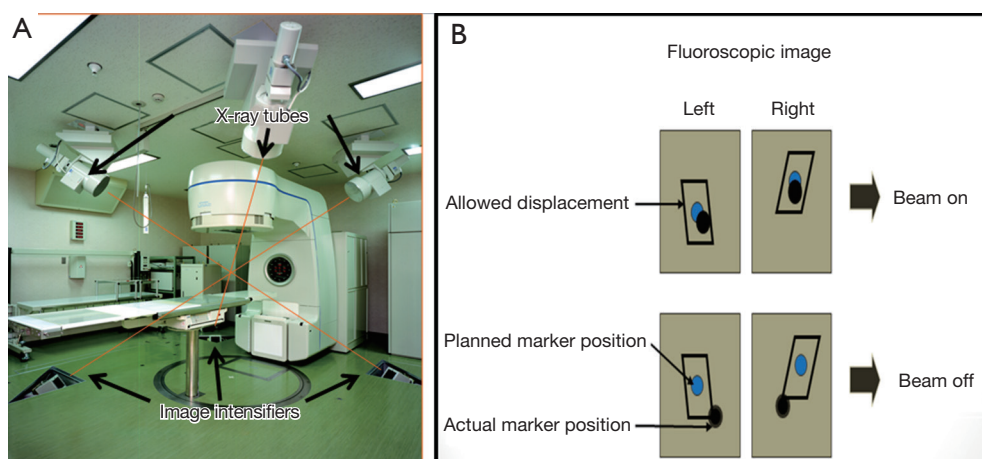 A
X-ray tubes
Image intensifiers
B
Fluoroscopic image
Left
Right
Allowed displacement
Beam on
Planned marker position
Actual marker position
Beam off